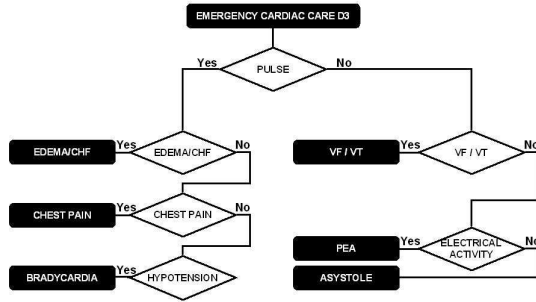 EMERGENCY CARDIAC CARE D3
Yes
PULSE
No
EDEMA/CHF
Yes
EDEMA/CHF
No
VF / VT
Yes
VF / VT
No
CHEST PAIN
Yes
CHEST PAIN
No
PEA
Yes
ELECTRICAL
ACTIVITY
No
BRADYCARDIA
Yes
HYPOTENSION
ASYSTOLE